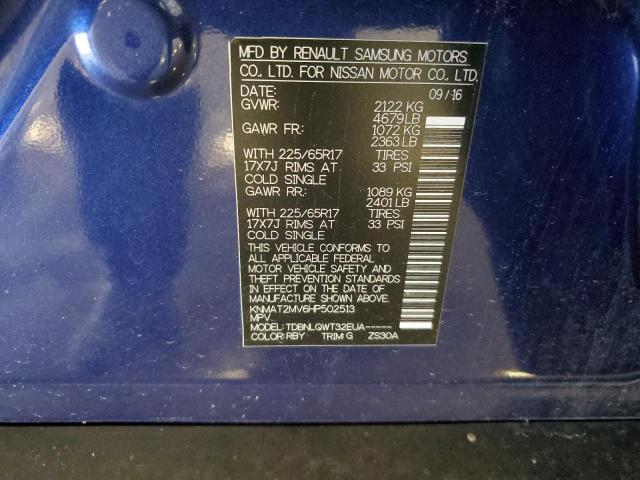 MFD BY RENAULT SAMSUNG MOTORS
CO., LTD. FOR NISSAN MOTOR CO., LTD.
DATE: 09/16
GVWR: 2122 KG
4679 LB
GAWR FR: 1072 KG
2363 LB
WITH 225/65R17 TIRES
17X7J RIMS AT 33 PSI
COLD SINGLE
GAWR RR: 1089 KG
2401 LB
WITH 225/65R17 TIRES
17X7J RIMS AT 33 PSI
COLD SINGLE
THIS VEHICLE CONFORMS TO
ALL APPLICABLE FEDERAL
MOTOR VEHICLE SAFETY AND
THEFT PREVENTION STANDARDS
IN EFFECT ON THE DATE OF
MANUFACTURE SHOWN ABOVE.
KNMAT2MV6HP502513
MPV
MODEL: TDBNLQWT32EUA-----
COLOR: RBY TRIM: G ZS30A